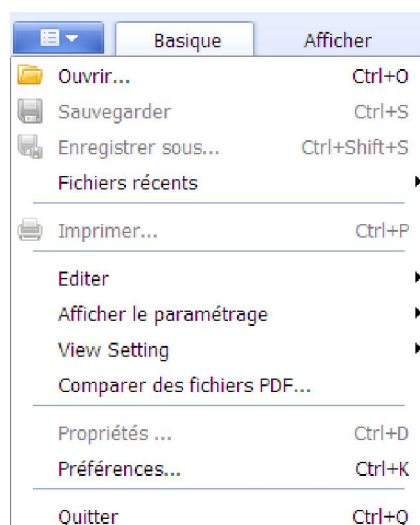 Basique Afficher
Ouvrir... Ctrl+O
Sauvegarder Ctrl+S
Enregistrer sous... Ctrl+Shift+S
Fichiers récents
Imprimer... Ctrl+P
Editer
Afficher le paramétrage
View Setting
Comparer des fichiers PDF...
Propriétés ... Ctrl+D
Préférences... Ctrl+K
Quitter Ctrl+Q